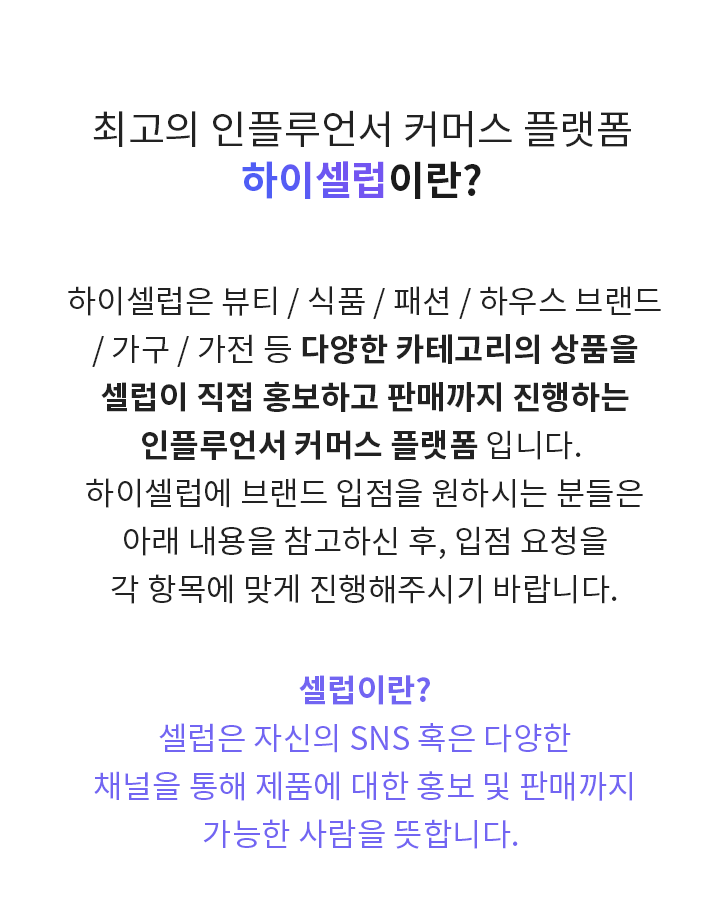 최고의 인플루언서 커머스 플랫폼
하이셀럽이란?
하이셀럽은 뷰티 / 식품 / 패션 / 하우스 브랜드
/ 가구 / 가전 등 다양한 카테고리의 상품을
셀럽이 직접 홍보하고 판매까지 진행하는
인플루언서 커머스 플랫폼 입니다.
하이셀럽에 브랜드 입점을 원하시는 분들은
아래 내용을 참고하신 후, 입점 요청을
각 항목에 맞게 진행해주시기 바랍니다.
셀럽이란?
셀럽은 자신의 SNS 혹은 다양한
채널을 통해 제품에 대한 홍보 및 판매까지
가능한 사람을 뜻합니다.